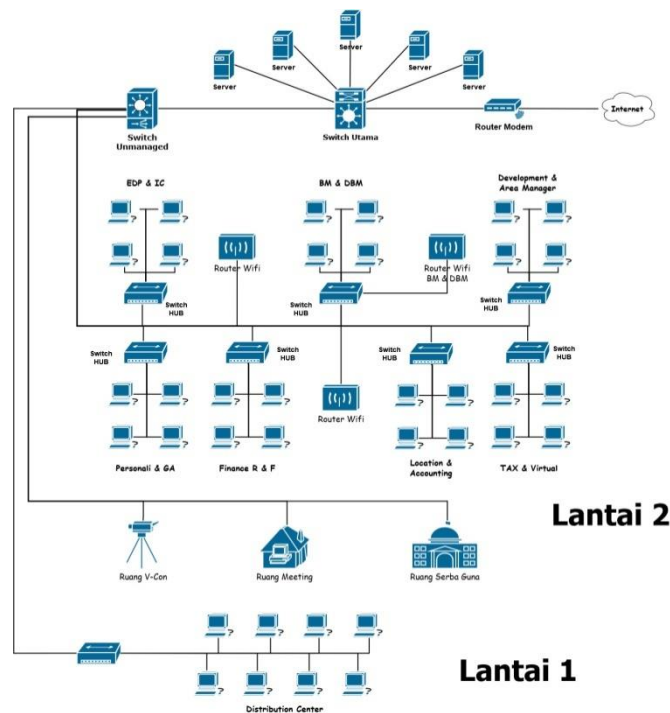 Server
Server
Server
Server
Server
Switch
Unmanaged
Switch Utama
Router Modem
Internet
EDP & IC
BM & DBM
Development &
Area Manager
?
?
?
?
?
?
?
?
?
?
?
?
Router Wifi
Router Wifi
BM & DBM
Switch
HUB
Switch
HUB
Switch
HUB
Switch
HUB
Switch
HUB
Switch
HUB
Switch
HUB
?
?
?
?
?
?
?
?
Router Wifi
?
?
?
?
?
?
?
?
Personali & GA
Finance R & F
Location &
Accounting
TAX & Virtual
Lantai 2
Ruang V-Con
Ruang Meeting
Ruang Serba Guna
?
?
?
?
?
?
?
?
Lantai 1
Distribution Center